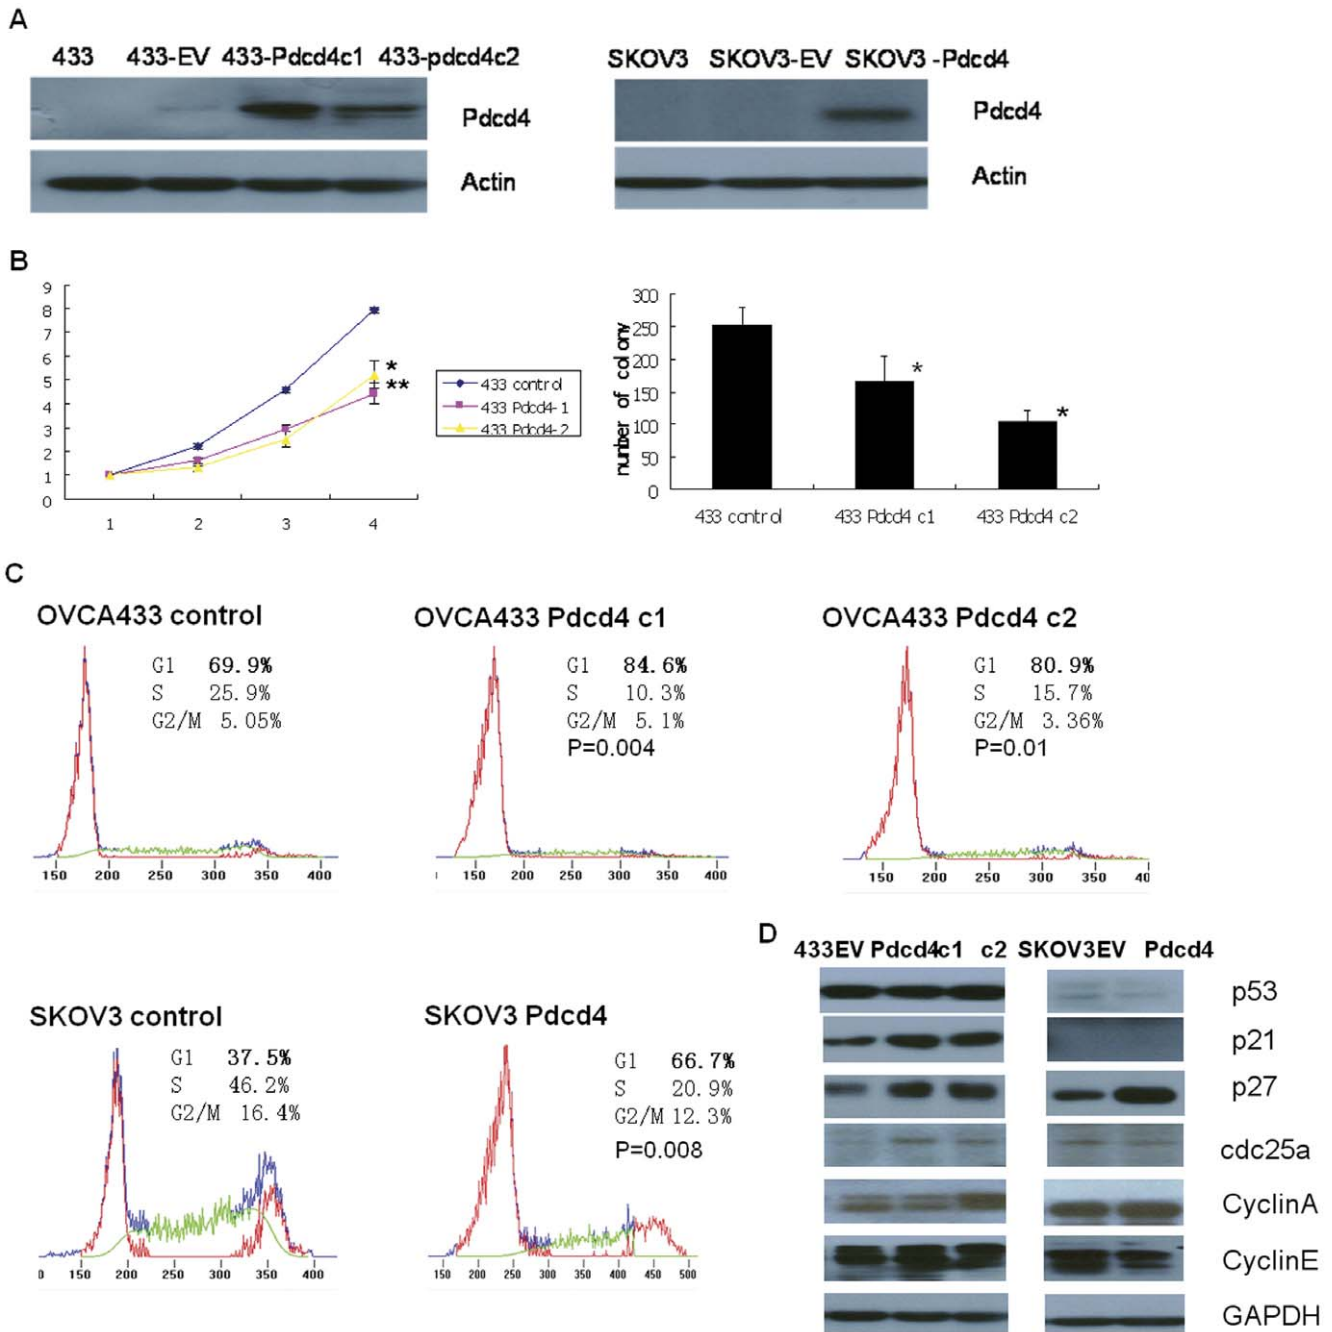 A
433 433-EV 433-Pdcd4c1 433-pdcd4c2
SKOV3 SKOV3-EV SKOV3 -Pdcd4
Pdcd4
Pdcd4
Actin
Actin
B
9
8
7
6
5
4
3
2
1
0
1 2 3 4
*
**
433 control
433 Pdcd4-1
433 Pdcd4-2
number of colony
300
250
200
150
100
50
0
*
*
433 control 433 Pdcd4 c1 433 Pdcd4 c2
C
OVCA433 control
G1 69.9%
S 25.9%
G2/M 5.05%
150 200 250 300 350 400
OVCA433 Pdcd4 c1
G1 84.6%
S 10.3%
G2/M 5.1%
P=0.004
150 200 250 300 350 400
OVCA433 Pdcd4 c2
G1 80.9%
S 15.7%
G2/M 3.36%
P=0.01
150 200 250 300 350 40
SKOV3 control
G1 37.5%
S 46.2%
G2/M 16.4%
0 150 200 250 300 350 400
SKOV3 Pdcd4
G1 66.7%
S 20.9%
G2/M 12.3%
P=0.008
150 200 250 300 350 400 450 500
D
433EV Pdcd4c1 c2 SKOV3EV Pdcd4
p53
p21
p27
cdc25a
CyclinA
CyclinE
GAPDH